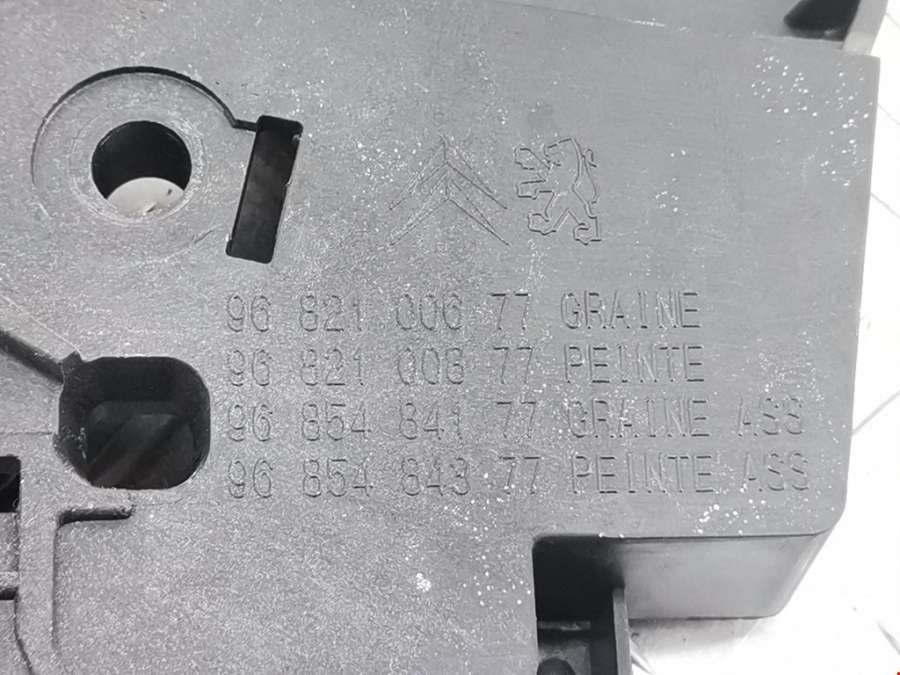 96 821 006 77 GRAINE
96 821 008 77 PEINTE
96 854 841 77 GRAINE ASS
96 854 843 77 PEINTE ASS